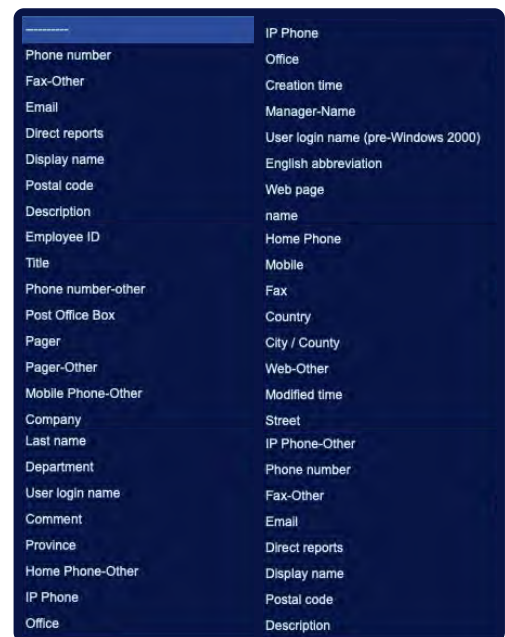 ----------
Phone number
Fax-Other
Email
Direct reports
Display name
Postal code
Description
Employee ID
Title
Phone number-other
Post Office Box
Pager
Pager-Other
Mobile Phone-Other
Company
Last name
Department
User login name
Comment
Province
Home Phone-Other
IP Phone
Office
IP Phone
Office
Creation time
Manager-Name
User login name (pre-Windows 2000)
English abbreviation
Web page
name
Home Phone
Mobile
Fax
Country
City / County
Web-Other
Modified time
Street
IP Phone-Other
Phone number
Fax-Other
Email
Direct reports
Display name
Postal code
Description